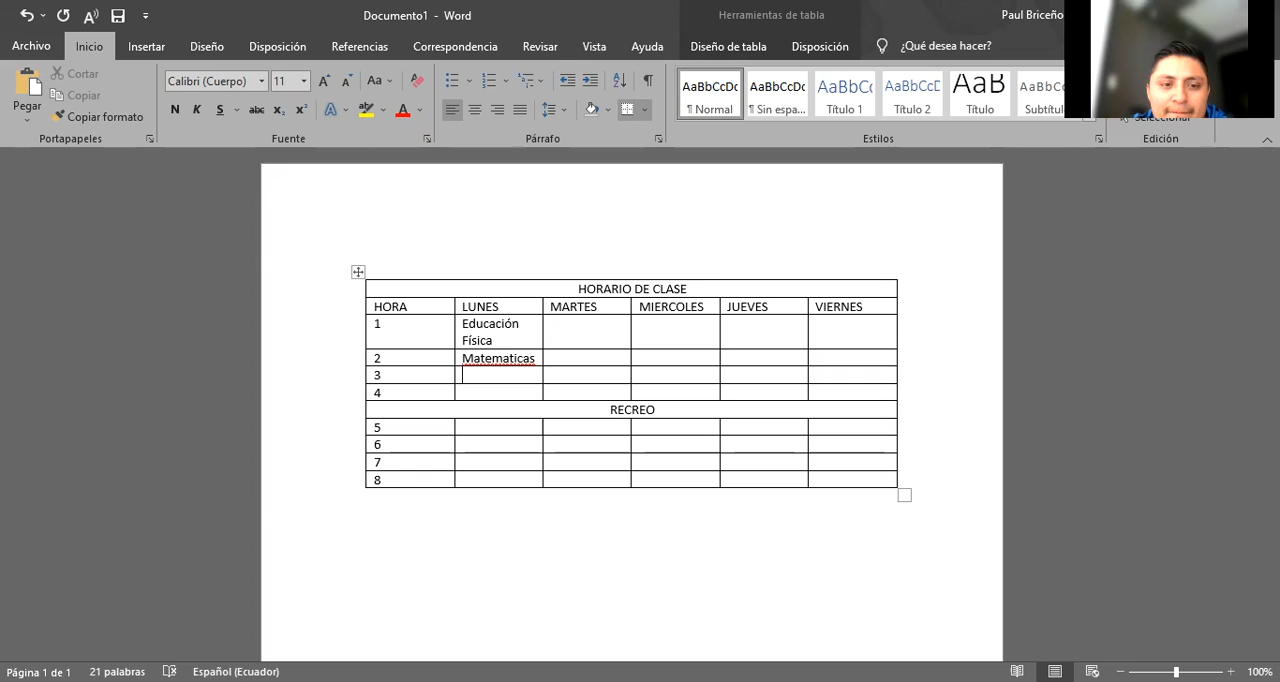 Documento1 - Word
Herramientas de tabla
Paul Briceño
Archivo
Inicio
Insertar
Diseño
Disposición
Referencias
Correspondencia
Revisar
Vista
Ayuda
Diseño de tabla
Disposición
¿Qué desea hacer?
Pegar
Cortar
Copiar
Copiar formato
Portapapeles
Calibri (Cuerpo)
11
Aa
N K S abc x₂ x² A A
Fuente
Párrafo
AaBbCcDc
¶ Normal
AaBbCcDc
¶ Sin espa...
AaBbCc
Título 1
AaBbCcD
Título 2
AaB
Título
AaBbCc
Subtítul
Estilos
Seleccionar
Edición
HORARIO DE CLASE
HORA LUNES MARTES MIERCOLES JUEVES VIERNES
1 Educación
Física
2 Matematicas
3
4
RECREO
5
6
7
8
Página 1 de 1
21 palabras
Español (Ecuador)
100%